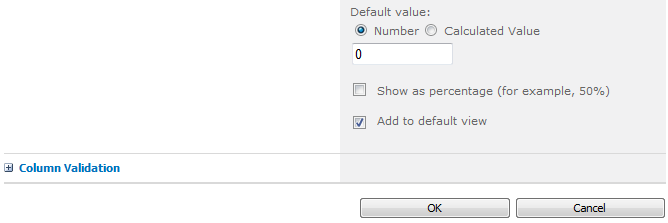 Default value:
Number Calculated Value
0
Show as percentage (for example, 50%)
Add to default view
Column Validation
OK Cancel